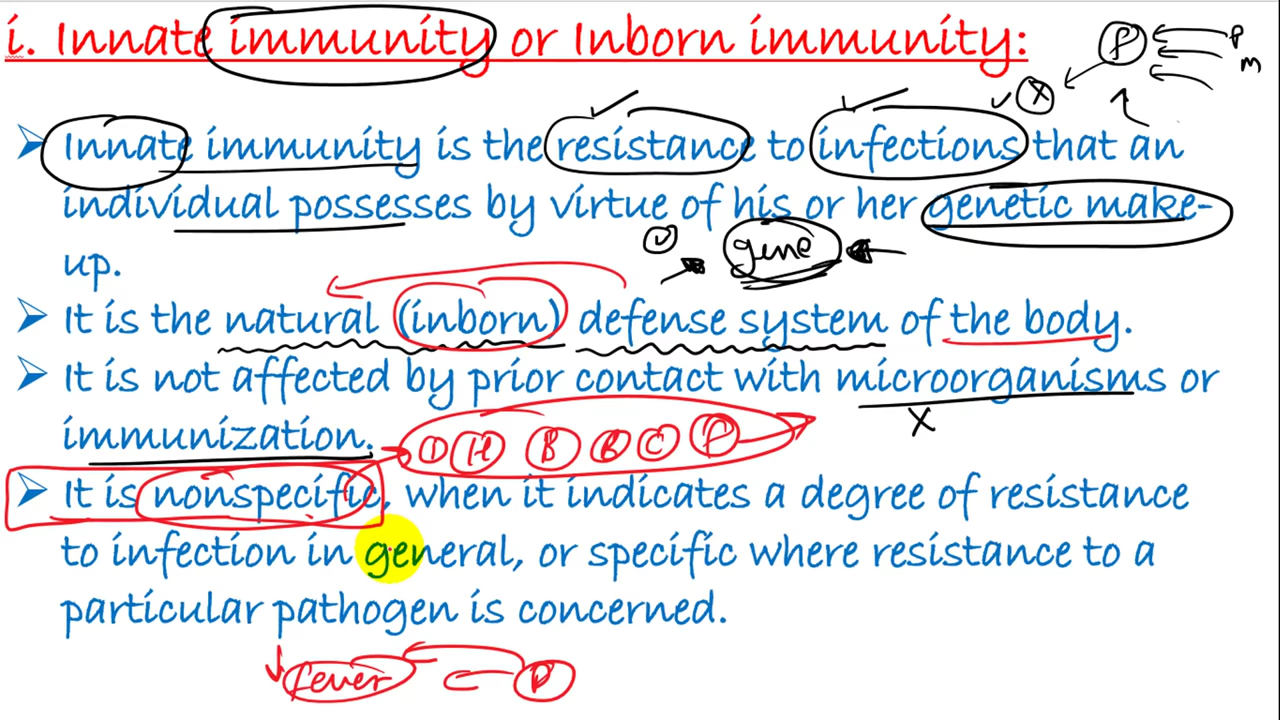 i. Innate immunity or Inborn immunity:
P
P
m
X
➤ Innate immunity is the resistance to infections that an
individual possesses by virtue of his or her genetic make-
up.
gene
➤ It is the natural (inborn) defense system of the body.
➤ It is not affected by prior contact with microorganisms or
X
immunization.
H B B C P
➤ It is nonspecific, when it indicates a degree of resistance
to infection in general, or specific where resistance to a
particular pathogen is concerned.
fever P